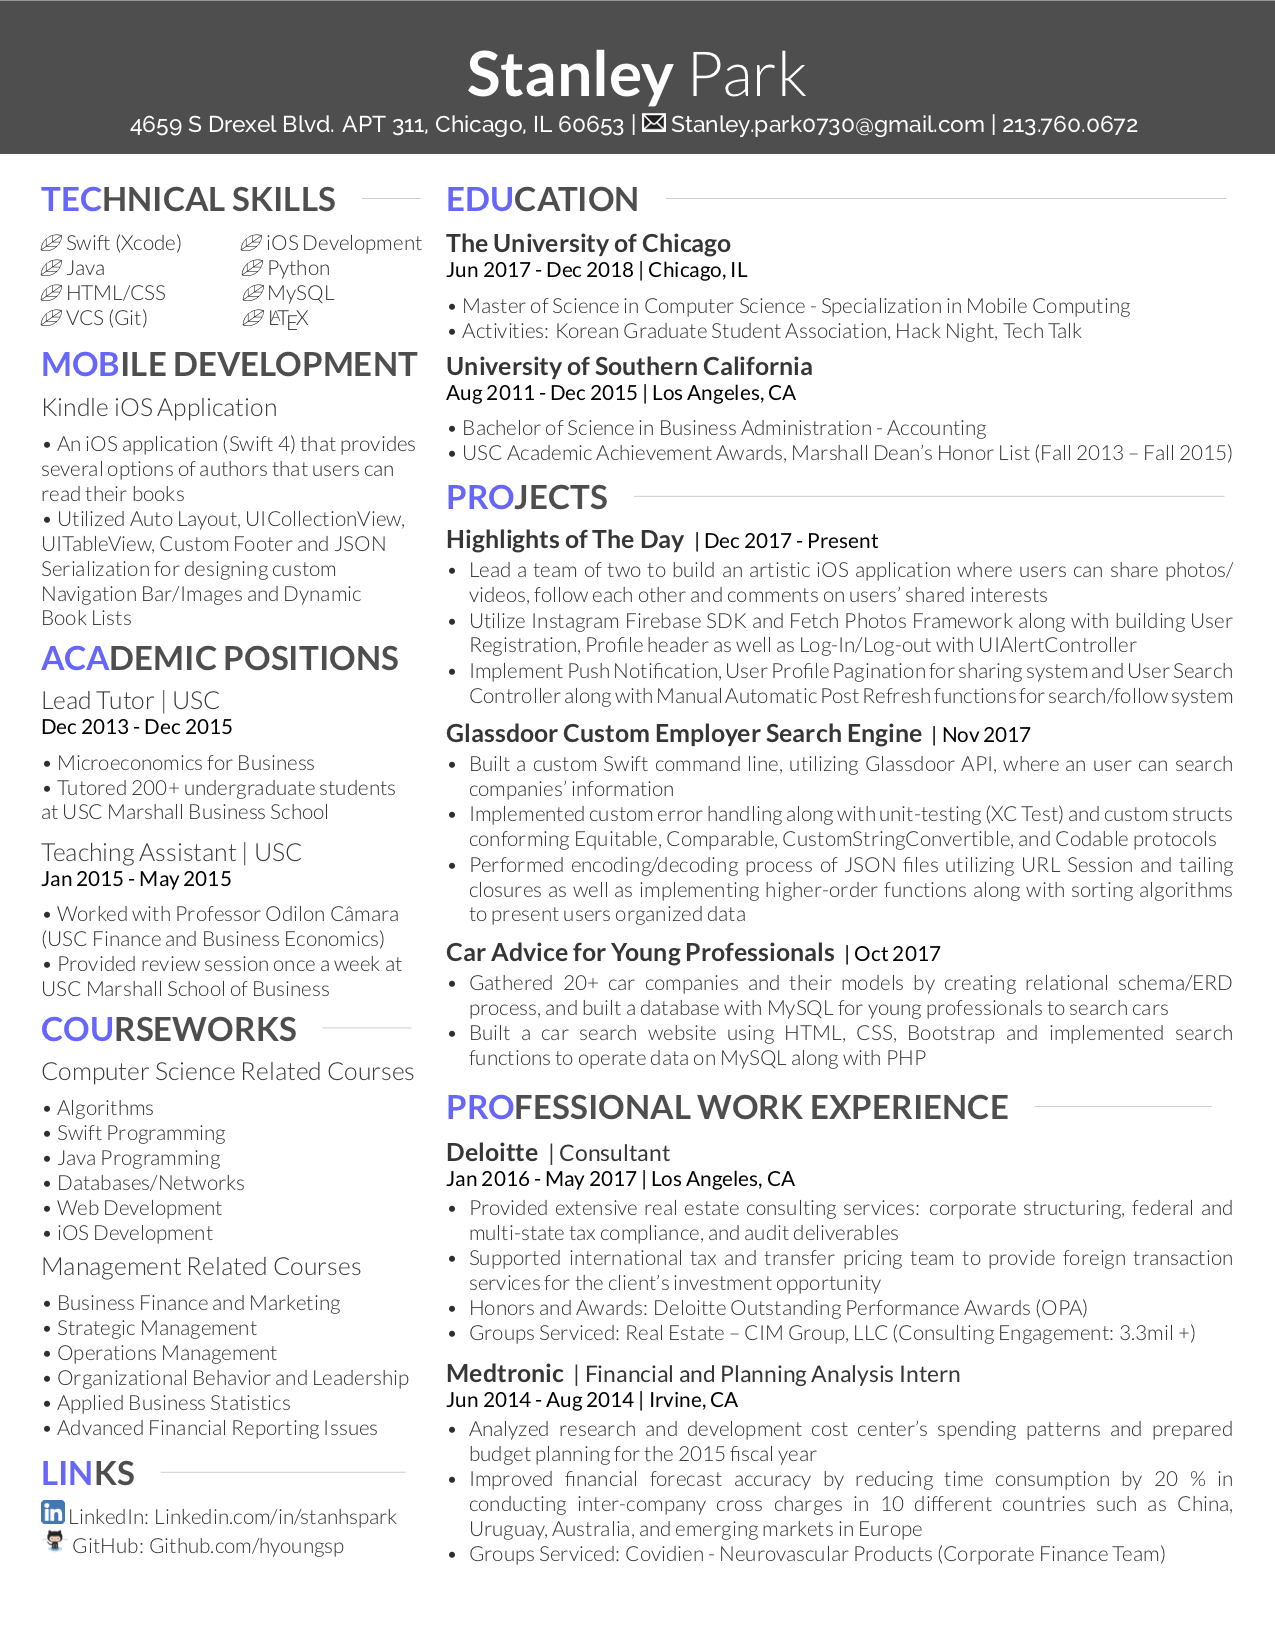 Stanley Park
4659 S Drexel Blvd. APT 311, Chicago, IL 60653 | Stanley.park0730@gmail.com | 213.760.0672
TECHNICAL SKILLS
Swift (Xcode) iOS Development
Java Python
HTML/CSS MySQL
VCS (Git) LATEX
MOBILE DEVELOPMENT
Kindle iOS Application
• An iOS application (Swift 4) that provides
several options of authors that users can
read their books
• Utilized Auto Layout, UICollectionView,
UITableView, Custom Footer and JSON
Serialization for designing custom
Navigation Bar/Images and Dynamic
Book Lists
ACADEMIC POSITIONS
Lead Tutor | USC
Dec 2013 - Dec 2015
• Microeconomics for Business
• Tutored 200+ undergraduate students
at USC Marshall Business School
Teaching Assistant | USC
Jan 2015 - May 2015
• Worked with Professor Odilon Câmara
(USC Finance and Business Economics)
• Provided review session once a week at
USC Marshall School of Business
COURSEWORKS
Computer Science Related Courses
• Algorithms
• Swift Programming
• Java Programming
• Databases/Networks
• Web Development
• iOS Development
Management Related Courses
• Business Finance and Marketing
• Strategic Management
• Operations Management
• Organizational Behavior and Leadership
• Applied Business Statistics
• Advanced Financial Reporting Issues
LINKS
LinkedIn: Linkedin.com/in/stanhspark
GitHub: Github.com/hyoungsp
EDUCATION
The University of Chicago
Jun 2017 - Dec 2018 | Chicago, IL
• Master of Science in Computer Science - Specialization in Mobile Computing
• Activities: Korean Graduate Student Association, Hack Night, Tech Talk
University of Southern California
Aug 2011 - Dec 2015 | Los Angeles, CA
• Bachelor of Science in Business Administration - Accounting
• USC Academic Achievement Awards, Marshall Dean's Honor List (Fall 2013 – Fall 2015)
PROJECTS
Highlights of The Day | Dec 2017 - Present
• Lead a team of two to build an artistic iOS application where users can share photos/
videos, follow each other and comments on users' shared interests
• Utilize Instagram Firebase SDK and Fetch Photos Framework along with building User
Registration, Profile header as well as Log-In/Log-out with UIAlertController
• Implement Push Notification, User Profile Pagination for sharing system and User Search
Controller along with Manual Automatic Post Refresh functions for search/follow system
Glassdoor Custom Employer Search Engine | Nov 2017
• Built a custom Swift command line, utilizing Glassdoor API, where an user can search
companies' information
• Implemented custom error handling along with unit-testing (XC Test) and custom structs
conforming Equitable, Comparable, CustomStringConvertible, and Codable protocols
• Performed encoding/decoding process of JSON files utilizing URL Session and tailing
closures as well as implementing higher-order functions along with sorting algorithms
to present users organized data
Car Advice for Young Professionals | Oct 2017
• Gathered 20+ car companies and their models by creating relational schema/ERD
process, and built a database with MySQL for young professionals to search cars
• Built a car search website using HTML, CSS, Bootstrap and implemented search
functions to operate data on MySQL along with PHP
PROFESSIONAL WORK EXPERIENCE
Deloitte | Consultant
Jan 2016 - May 2017 | Los Angeles, CA
• Provided extensive real estate consulting services: corporate structuring, federal and
multi-state tax compliance, and audit deliverables
• Supported international tax and transfer pricing team to provide foreign transaction
services for the client's investment opportunity
• Honors and Awards: Deloitte Outstanding Performance Awards (OPA)
• Groups Serviced: Real Estate – CIM Group, LLC (Consulting Engagement: 3.3mil +)
Medtronic | Financial and Planning Analysis Intern
Jun 2014 - Aug 2014 | Irvine, CA
• Analyzed research and development cost center's spending patterns and prepared
budget planning for the 2015 fiscal year
• Improved financial forecast accuracy by reducing time consumption by 20 % in
conducting inter-company cross charges in 10 different countries such as China,
Uruguay, Australia, and emerging markets in Europe
• Groups Serviced: Covidien - Neurovascular Products (Corporate Finance Team)